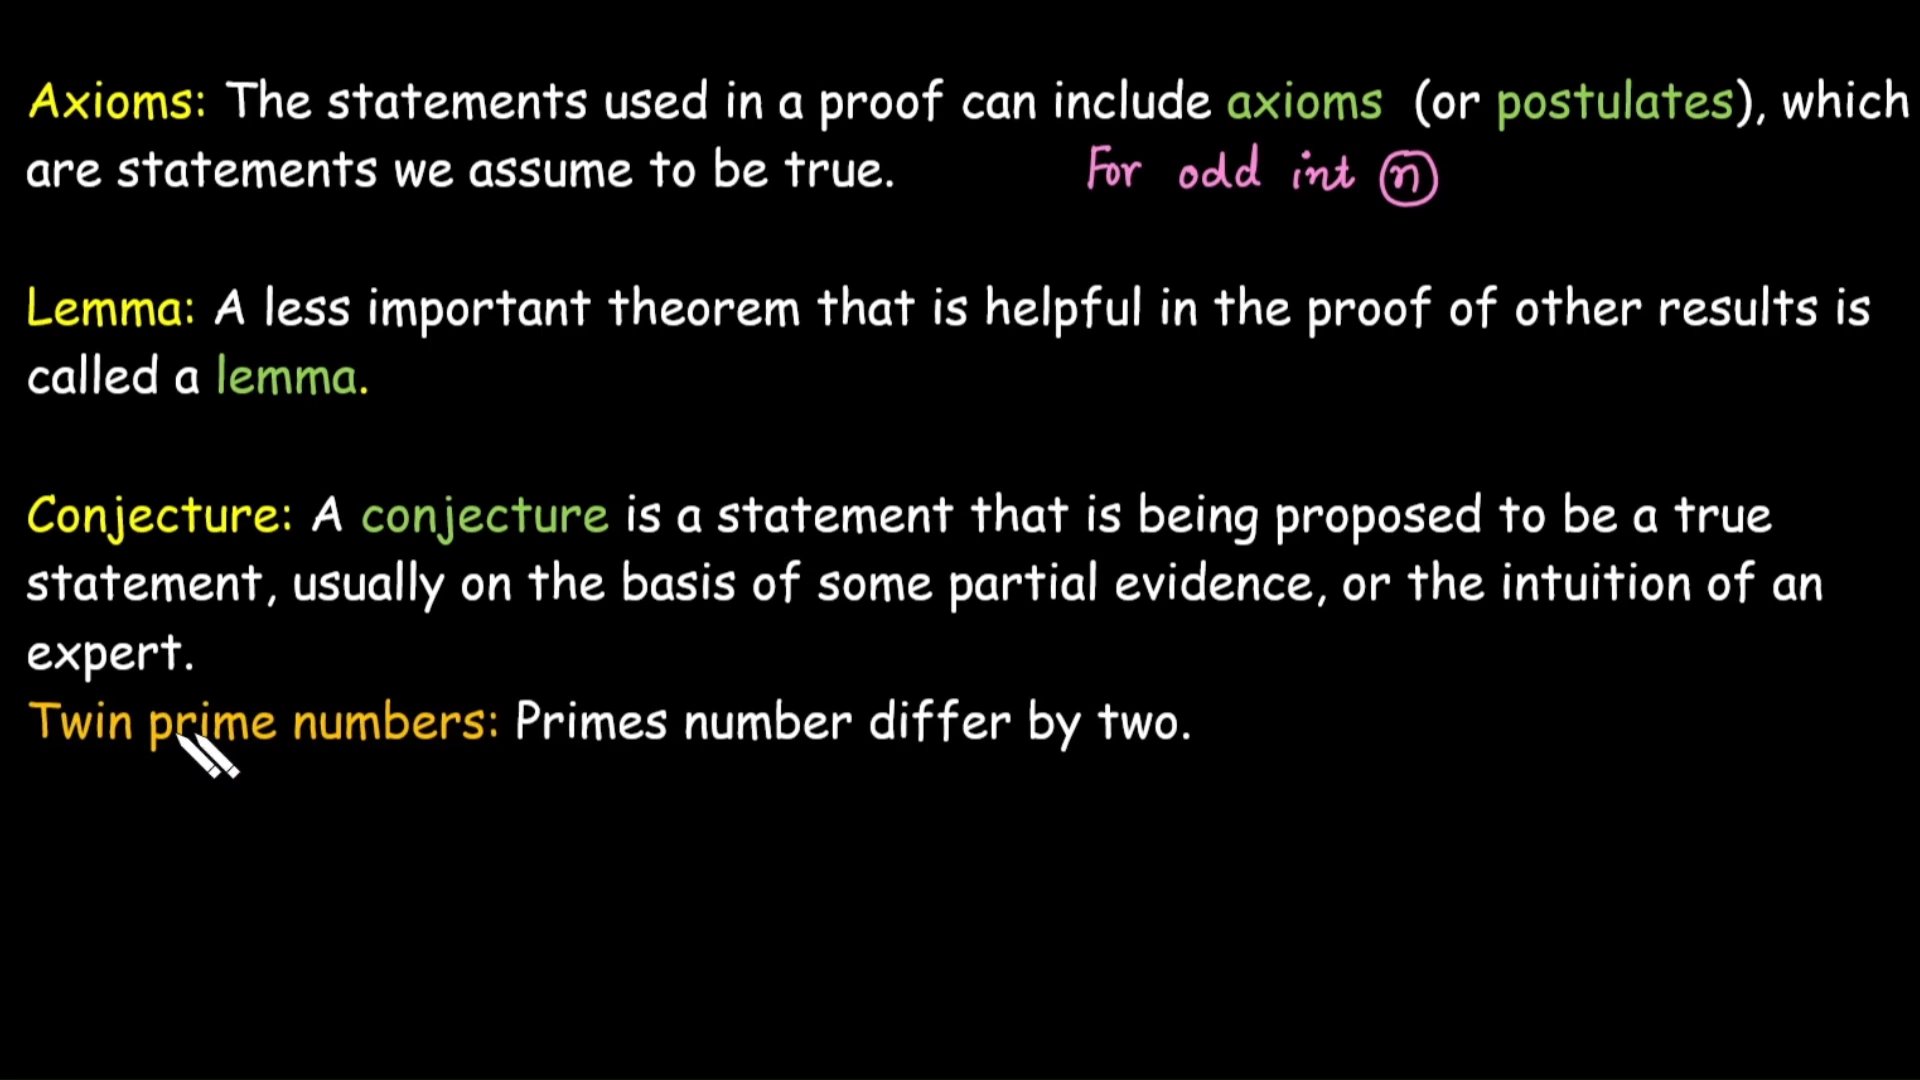 Axioms: The statements used in a proof can include axioms (or postulates), which
are statements we assume to be true. For odd int n
Lemma: A less important theorem that is helpful in the proof of other results is
called a lemma.
Conjecture: A conjecture is a statement that is being proposed to be a true
statement, usually on the basis of some partial evidence, or the intuition of an
expert.
Twin prime numbers: Primes number differ by two.